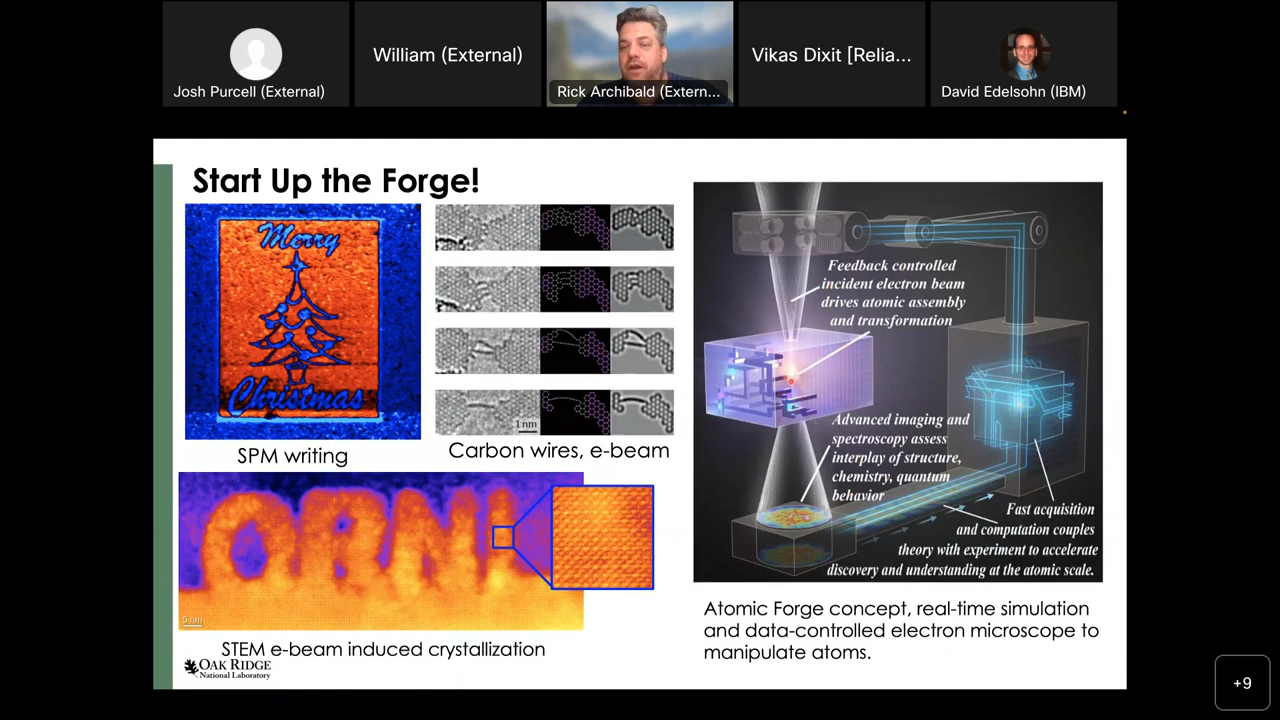 Josh Purcell (External)
William (External)
Rick Archibald (Extern...
Vikas Dixit [Relia...
David Edelsohn (IBM)
Start Up the Forge!
Merry
Christmas
SPM writing
1 nm
Carbon wires, e-beam
ORNL
5 nm
STEM e-beam induced crystallization
OAK RIDGE
National Laboratory
Feedback controlled
incident electron beam
drives atomic assembly
and transformation
Advanced imaging and
spectroscopy assess
interplay of structure,
chemistry, quantum
behavior
Fast acquisition
and computation couples
theory with experiment to accelerate
discovery and understanding at the atomic scale.
Atomic Forge concept, real-time simulation
and data-controlled electron microscope to
manipulate atoms.
+9